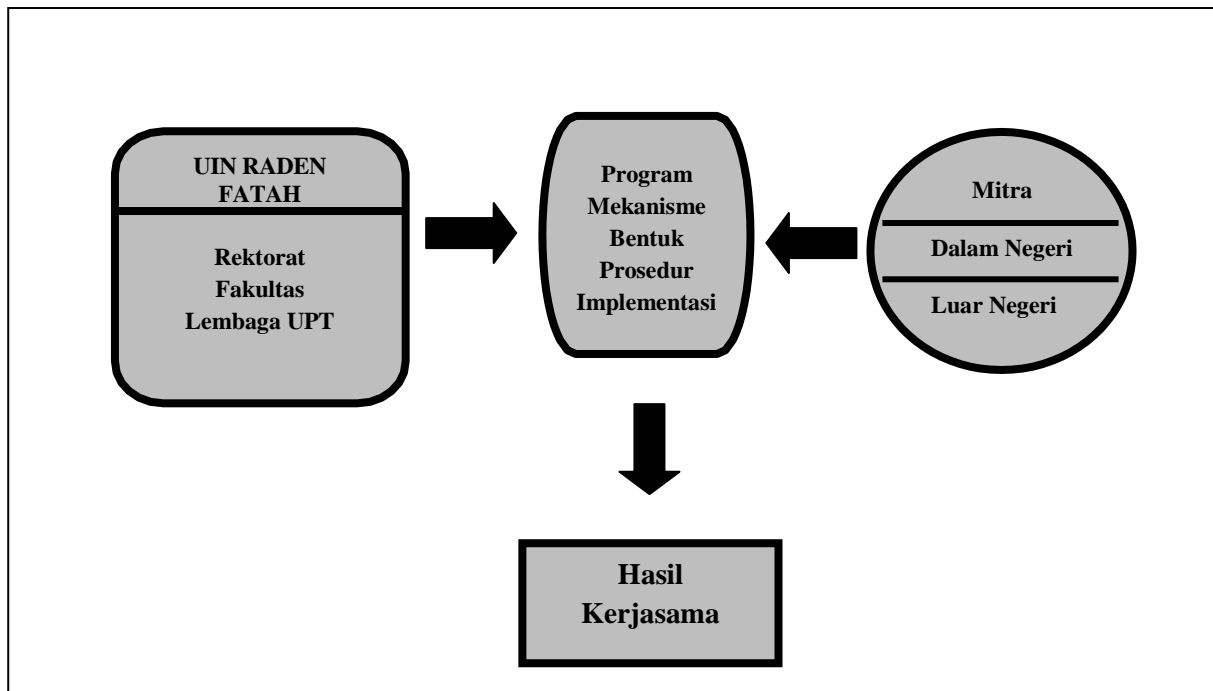 UIN RADEN
FATAH
Rektorat
Fakultas
Lembaga UPT
Program
Mekanisme
Bentuk
Prosedur
Implementasi
Mitra
Dalam Negeri
Luar Negeri
Hasil
Kerjasama